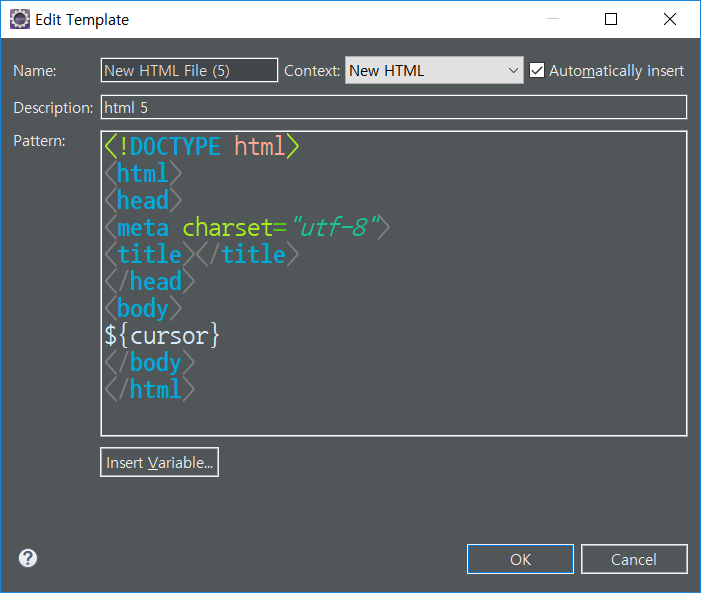 Edit Template
Name: New HTML File (5) Context: New HTML Automatically insert
Description: html 5
Pattern:
<!DOCTYPE html>
<html>
<head>
<meta charset="utf-8">
<title></title>
</head>
<body>
${cursor}
</body>
</html>
Insert Variable...
? OK Cancel